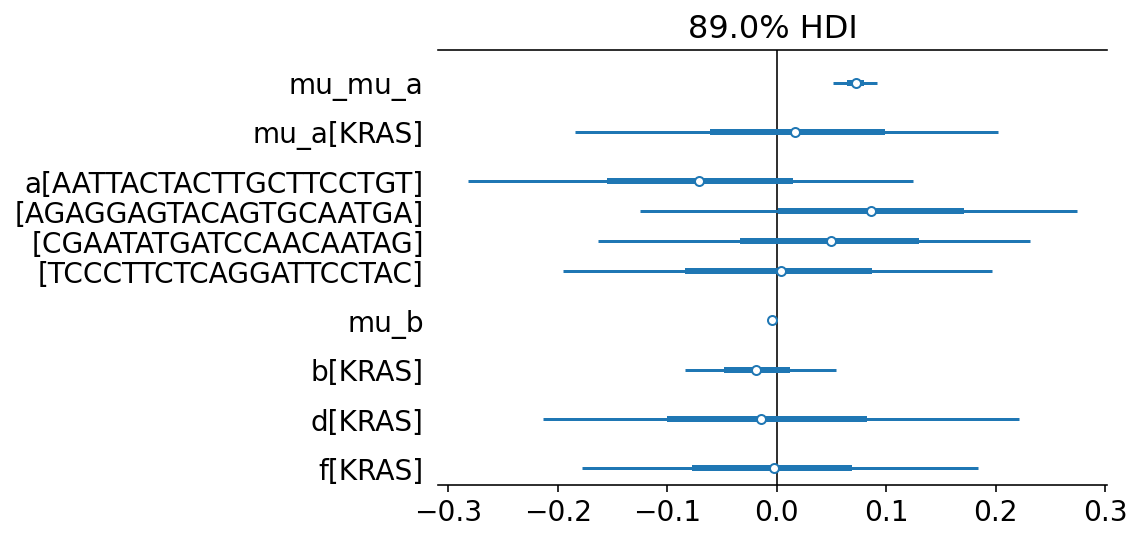 89.0% HDI
mu_mu_a
mu_a[KRAS]
a[AATTACTACTTGCTTCCTGT]
[AGAGGAGTACAGTGCAATGA]
[CGAATATGATCCAACAATAG]
[TCCCTTCTCAGGATTCCTAC]
mu_b
b[KRAS]
d[KRAS]
f[KRAS]
−0.3 −0.2 −0.1 0.0 0.1 0.2 0.3